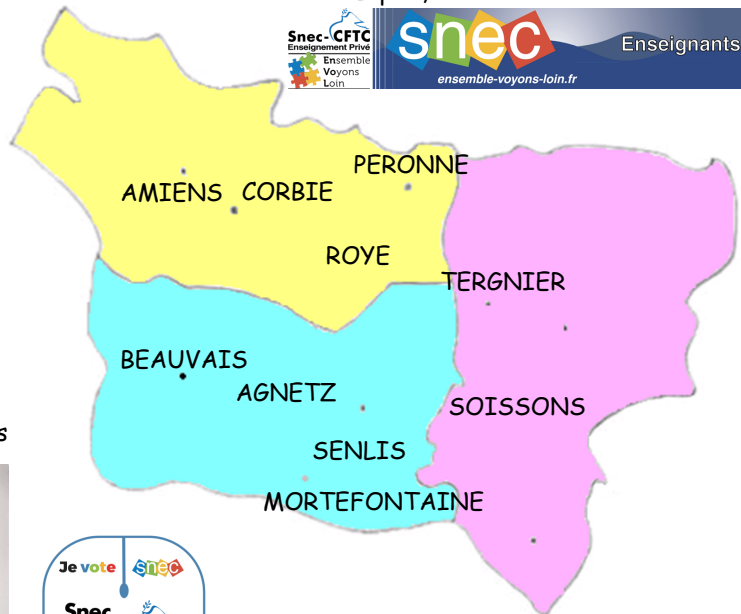 Snec-CFTC
Enseignement Privé
Ensemble
Voyons
Loin
snec
Enseignants
ensemble-voyons-loin.fr
PERONNE
AMIENS CORBIE
ROYE
TERGNIER
BEAUVAIS
AGNETZ
SOISSONS
SENLIS
MORTEFONTAINE
Je vote snec
Snec